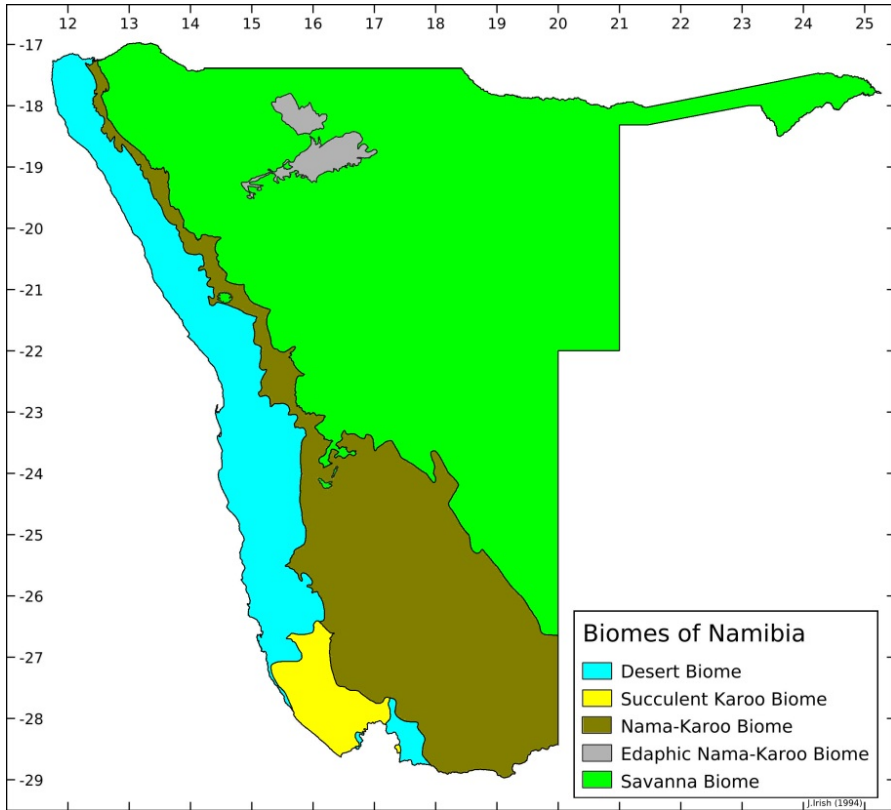 12 13 14 15 16 17 18 19 20 21 22 23 24 25
-17
-18
-19
-20
-21
-22
-23
-24
-25
-26
-27
-28
-29
Biomes of Namibia
Desert Biome
Succulent Karoo Biome
Nama-Karoo Biome
Edaphic Nama-Karoo Biome
Savanna Biome
J.Irish (1994)